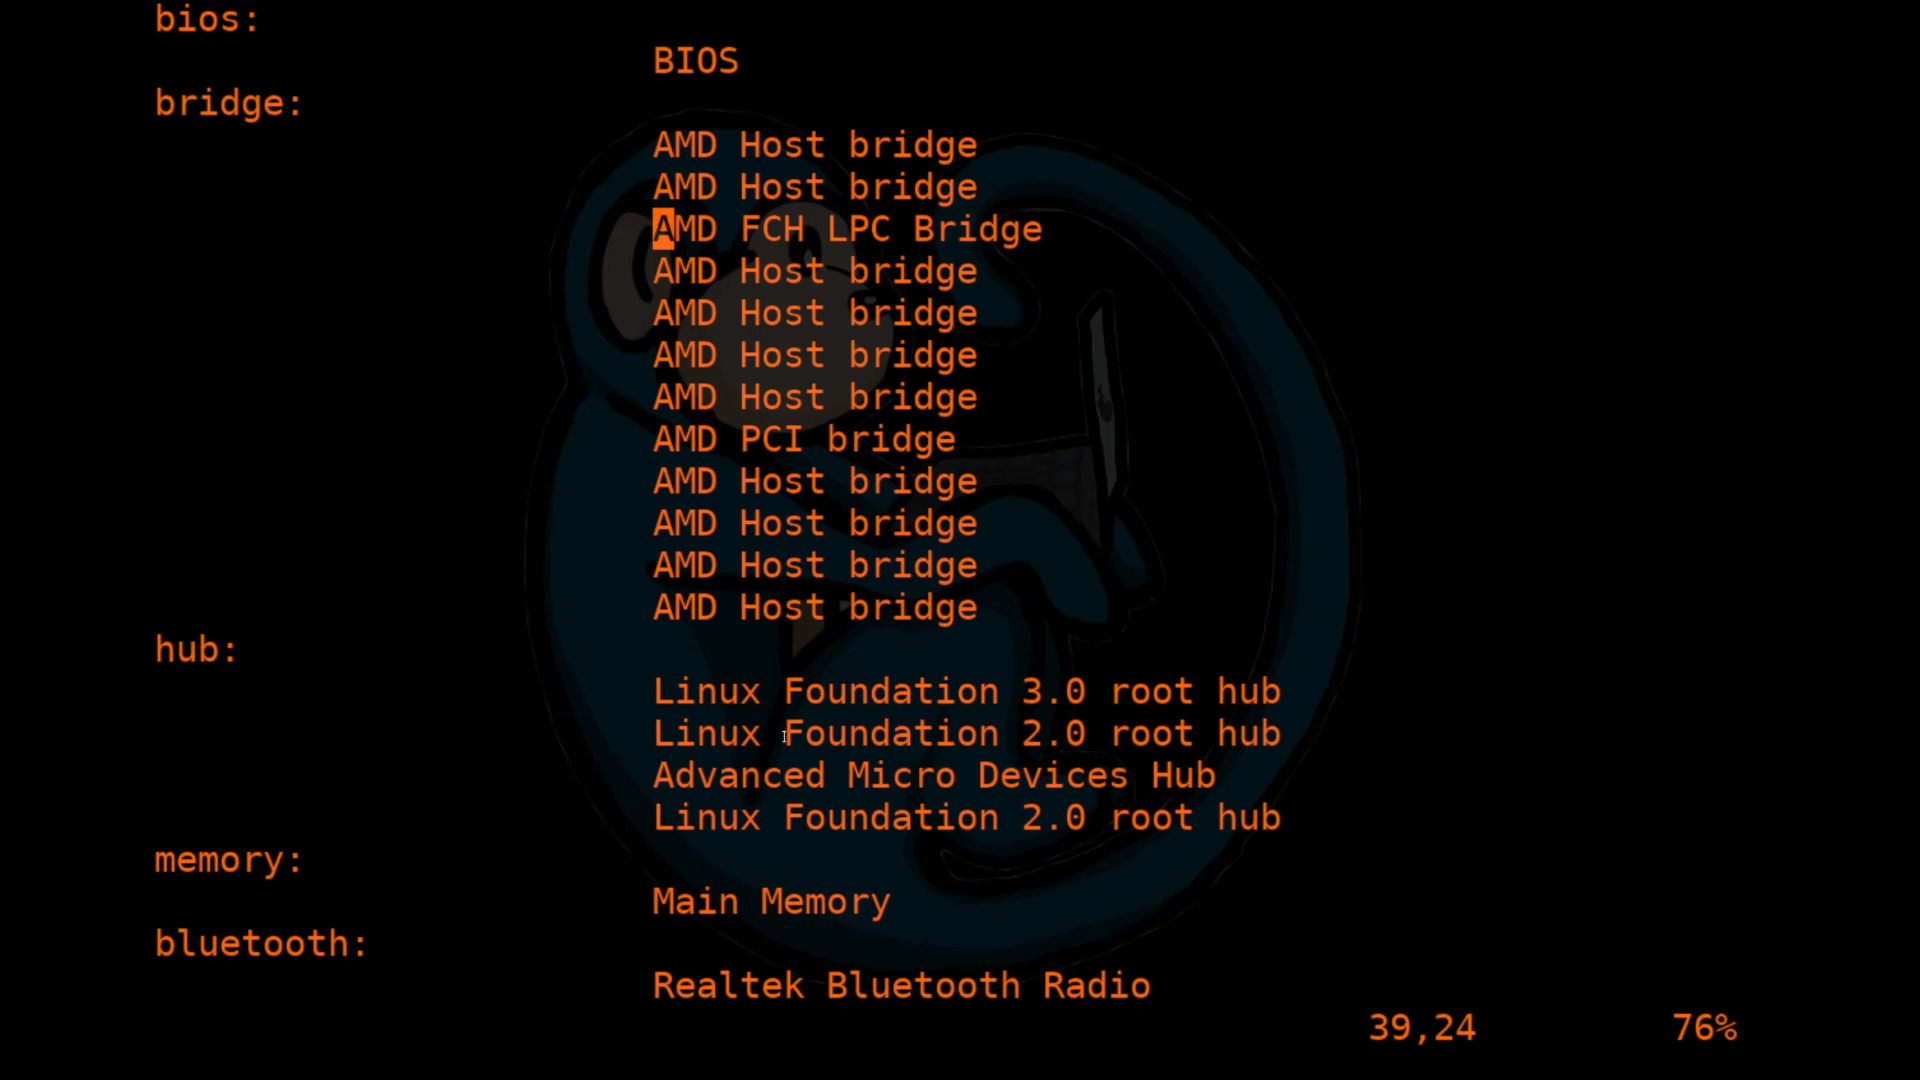 bios:
BIOS
bridge:
AMD Host bridge
AMD Host bridge
AMD FCH LPC Bridge
AMD Host bridge
AMD Host bridge
AMD Host bridge
AMD Host bridge
AMD PCI bridge
AMD Host bridge
AMD Host bridge
AMD Host bridge
AMD Host bridge
hub:
Linux Foundation 3.0 root hub
Linux Foundation 2.0 root hub
Advanced Micro Devices Hub
Linux Foundation 2.0 root hub
memory:
Main Memory
bluetooth:
Realtek Bluetooth Radio
39,24 76%